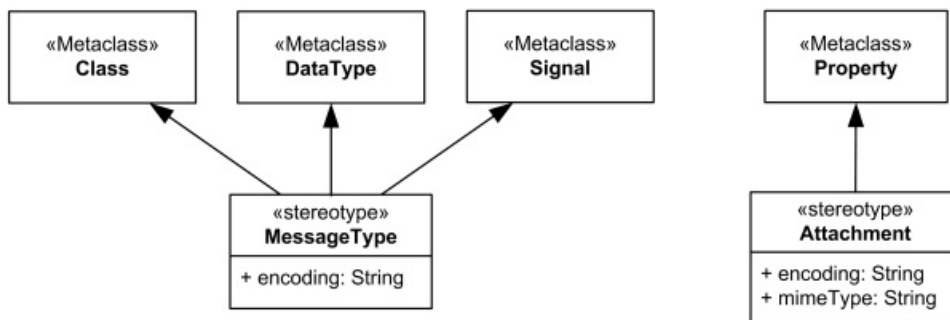 «Metaclass»
Class
«Metaclass»
DataType
«Metaclass»
Signal
«Metaclass»
Property
«stereotype»
MessageType
+ encoding: String
«stereotype»
Attachment
+ encoding: String
+ mimeType: String